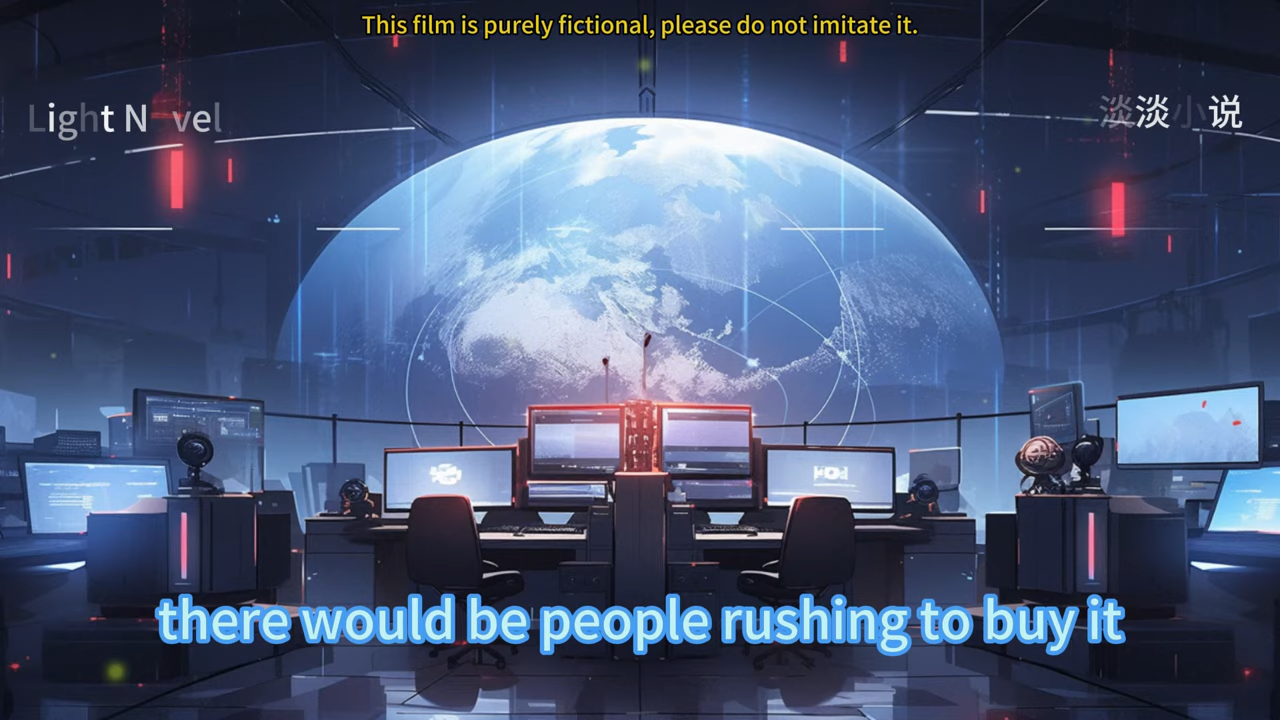 This film is purely fictional, please do not imitate it.
Light Novel
淡淡小说
there would be people rushing to buy it